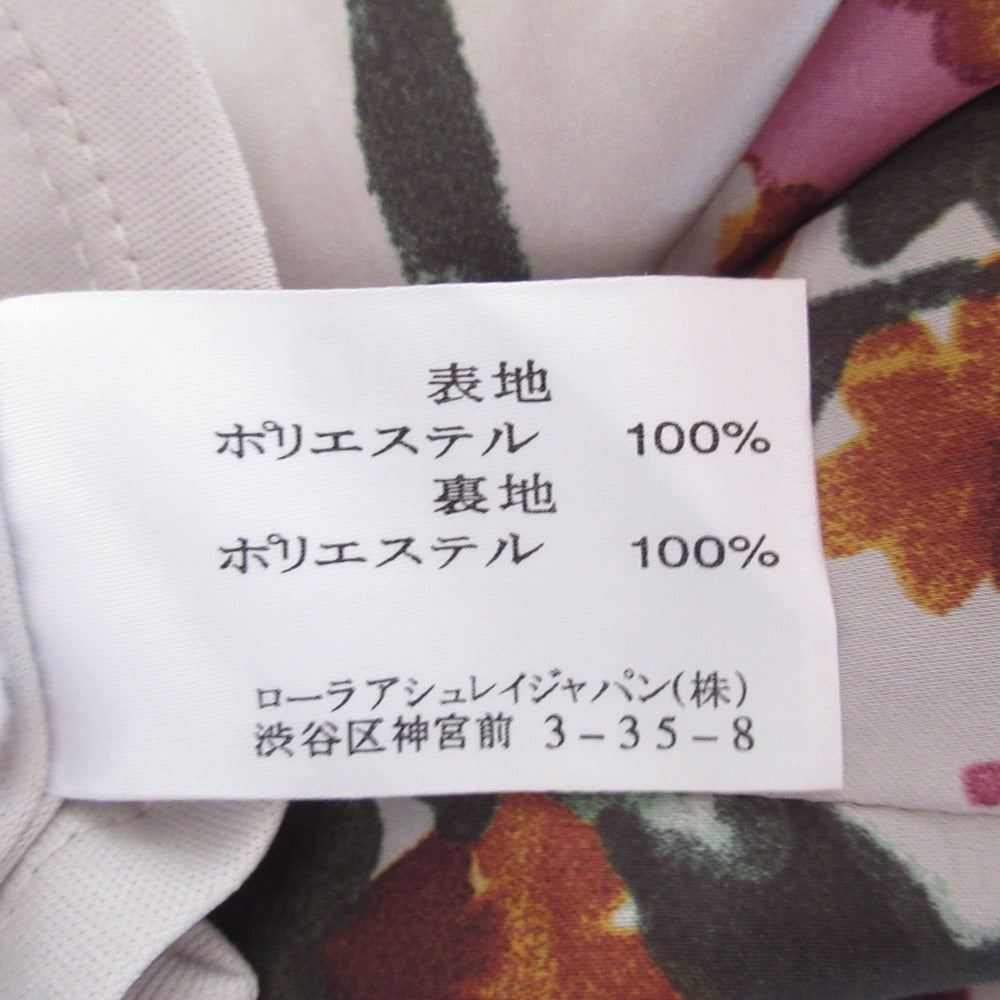 表地
ポリエステル 100%
裏地
ポリエステル 100%
ローラアシュレイジャパン(株)
渋谷区神宮前 3-35-8